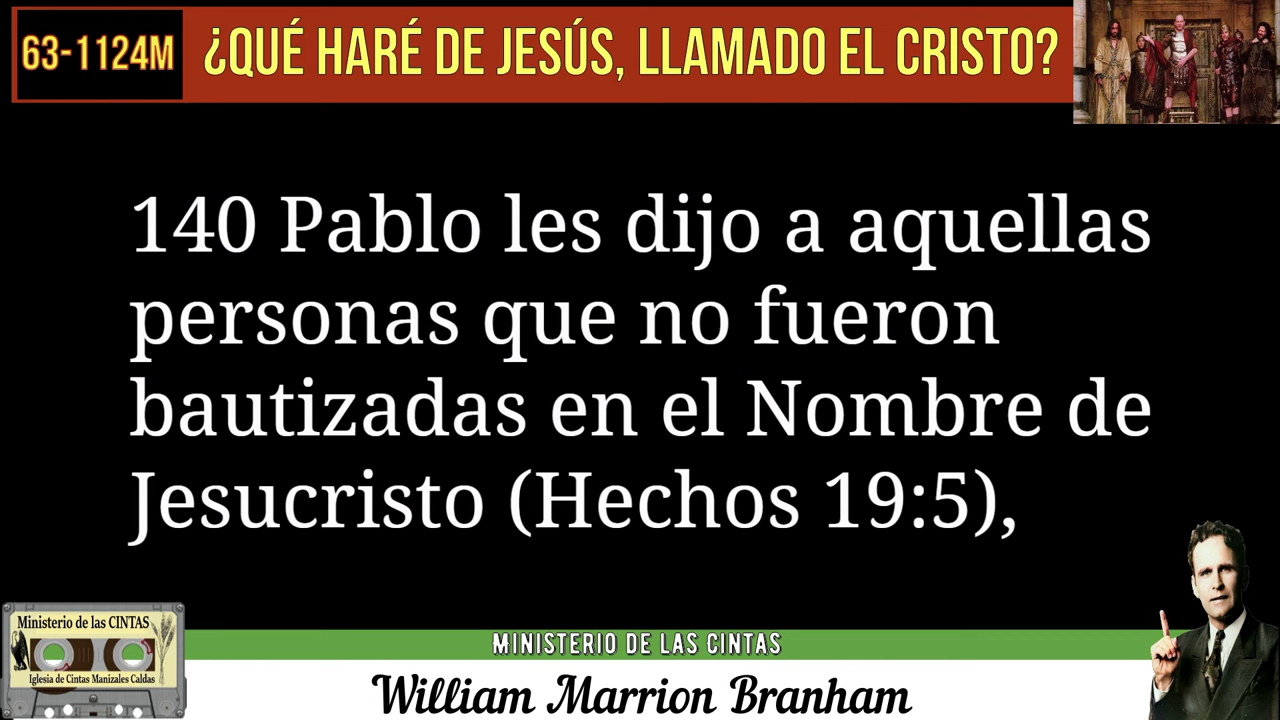 63-1124M
¿QUÉ HARÉ DE JESÚS, LLAMADO EL CRISTO?
140 Pablo les dijo a aquellas
personas que no fueron
bautizadas en el Nombre de
Jesucristo (Hechos 19:5),
Ministerio de las CINTAS
Iglesia de Cintas Manizales Caldas
MINISTERIO DE LAS CINTAS
William Marrion Branham